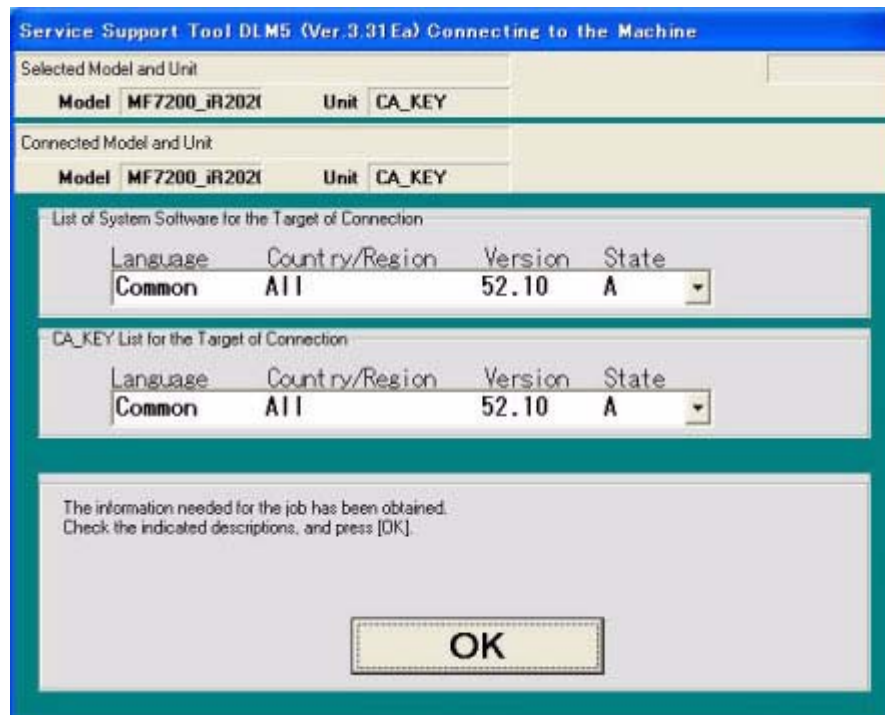 Service Support Tool DLM5 (Ver.3.31Ea) Connecting to the Machine
Selected Model and Unit
Model MF7200_iR202( Unit CA_KEY
Connected Model and Unit
Model MF7200_iR202( Unit CA_KEY
List of System Software for the Target of Connection
Language Country/Region Version State
Common All 52.10 A
CA_KEY List for the Target of Connection
Language Country/Region Version State
Common All 52.10 A
The information needed for the job has been obtained.
Check the indicated descriptions, and press [OK].
OK